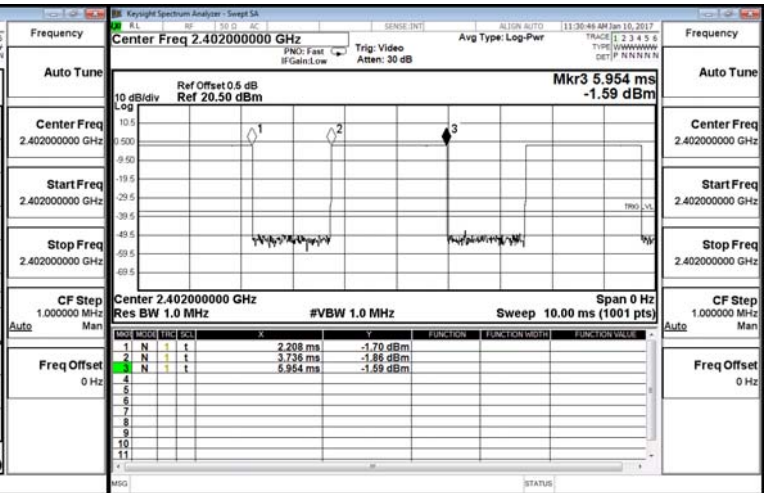 Keysight Spectrum Analyzer - Swept SA
RL RF 50 Ω AC SENSE:INT ALIGN AUTO 11:30:46 AM Jan 10, 2017
Center Freq 2.402000000 GHz
PNO: Fast
IFGain:Low
Trig: Video
Atten: 30 dB
Avg Type: Log-Pwr
TRACE 1 2 3 4 5 6
TYPE WWWWWWW
DET P N N N N N
Ref Offset 0.5 dB
10 dB/div Ref 20.50 dBm
Log
Mkr3 5.954 ms
-1.59 dBm
10.5
0.500
-9.50
-19.5
-29.5
-39.5
-49.5
-59.5
-69.5
1 2 3
TRIG LVL
Center 2.402000000 GHz Span 0 Hz
Res BW 1.0 MHz #VBW 1.0 MHz Sweep 10.00 ms (1001 pts)
MKR MODE TRC SCL X Y FUNCTION FUNCTION WIDTH FUNCTION VALUE
1 N 1 t 2.208 ms -1.70 dBm
2 N 1 t 3.736 ms -1.86 dBm
3 N 1 t 5.954 ms -1.59 dBm
4
5
6
7
8
9
10
11
MSG STATUS
Frequency
Auto Tune
Center Freq
2.402000000 GHz
Start Freq
2.402000000 GHz
Stop Freq
2.402000000 GHz
CF Step
1.000000 MHz
Auto Man
Freq Offset
0 Hz
Frequency
Auto Tune
Center Freq
2.402000000 GHz
Start Freq
2.402000000 GHz
Stop Freq
2.402000000 GHz
CF Step
1.000000 MHz
Auto Man
Freq Offset
0 Hz